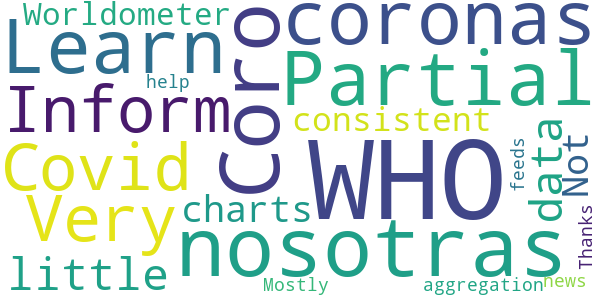 Worldometer
coronas
Learn
Coro
help
Partial
Inform
consistent
Covid
WHO
data
Not
feeds
Very
charts
nosotras
Thanks
little
Mostly
aggregation
news